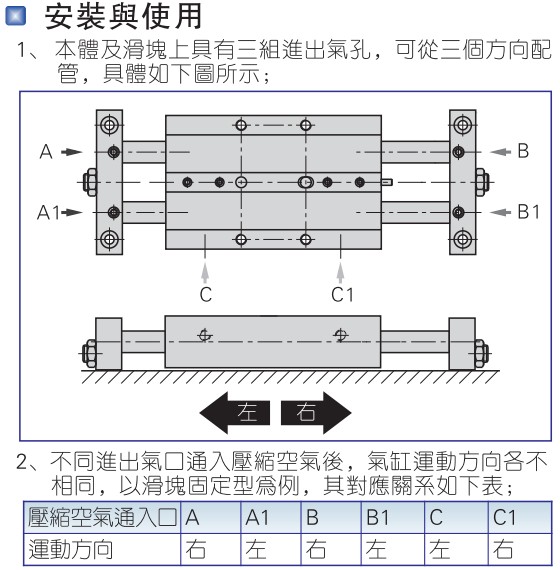 安裝與使用
1、本體及滑塊上具有三組進出氣孔，可從三個方向配
管，具體如下圖所示；
A B
A1 B1
C C1
左 右
2、不同進出氣口通入壓縮空氣後，氣缸運動方向各不
相同，以滑塊固定型為例，其對應關系如下表；
壓縮空氣通入口 A A1 B B1 C C1
運動方向 右 左 右 左 左 右